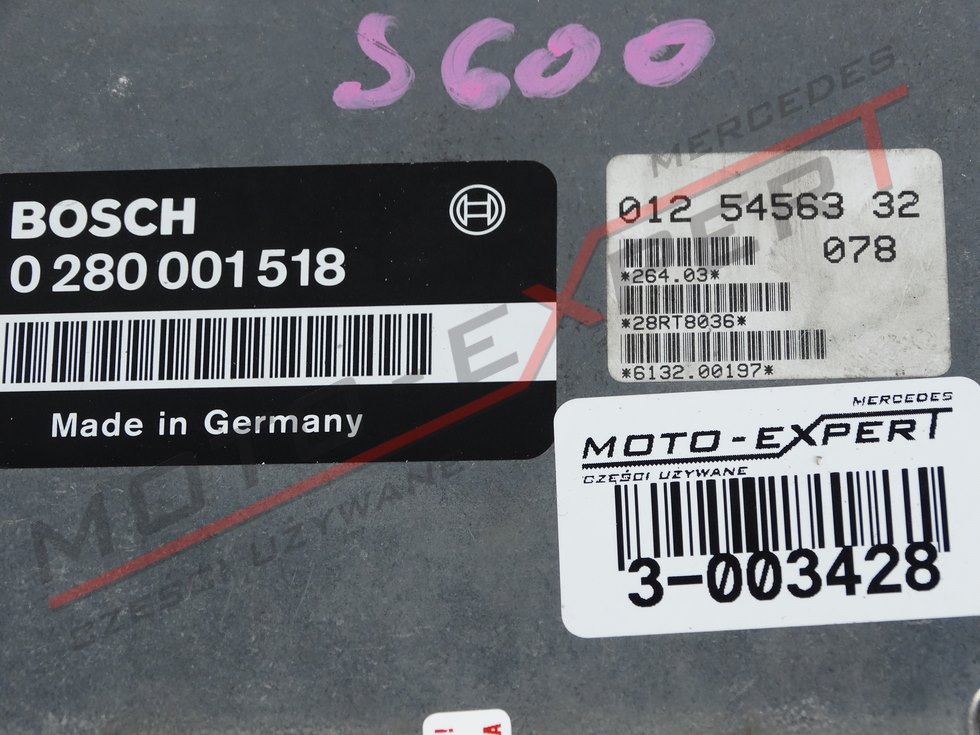 S600
BOSCH
0 280 001 518
Made in Germany
012 54563 32
078
*264.03*
*28RT8036*
*6132.00197*
MERCEDES
MOTO-EXPERT
CZĘŚCI UŻYWANE
3-003428
MERCEDES
MOTO-EXPERT
CZĘŚCI UŻYWANE
!
A